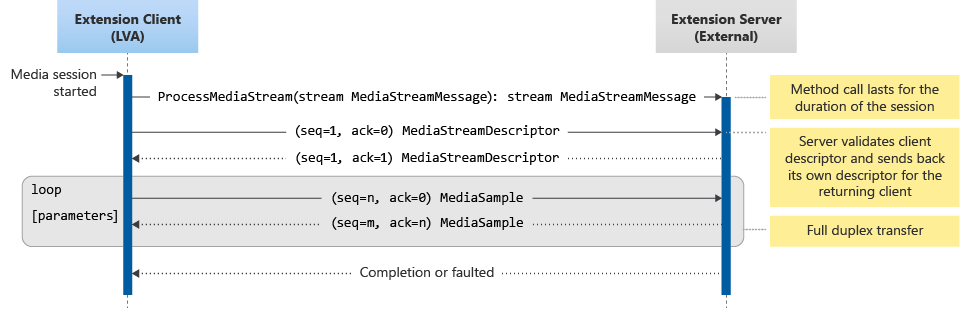 Extension Client
(LVA)
Extension Server
(External)
Media session
started
ProcessMediaStream(stream MediaStreamMessage): stream MediaStreamMessage
Method call lasts for the
duration of the session
(seq=1, ack=0) MediaStreamDescriptor
(seq=1, ack=1) MediaStreamDescriptor
Server validates client
descriptor and sends back
its own descriptor for the
returning client
loop
[parameters]
(seq=n, ack=0) MediaSample
(seq=m, ack=n) MediaSample
Full duplex transfer
Completion or faulted